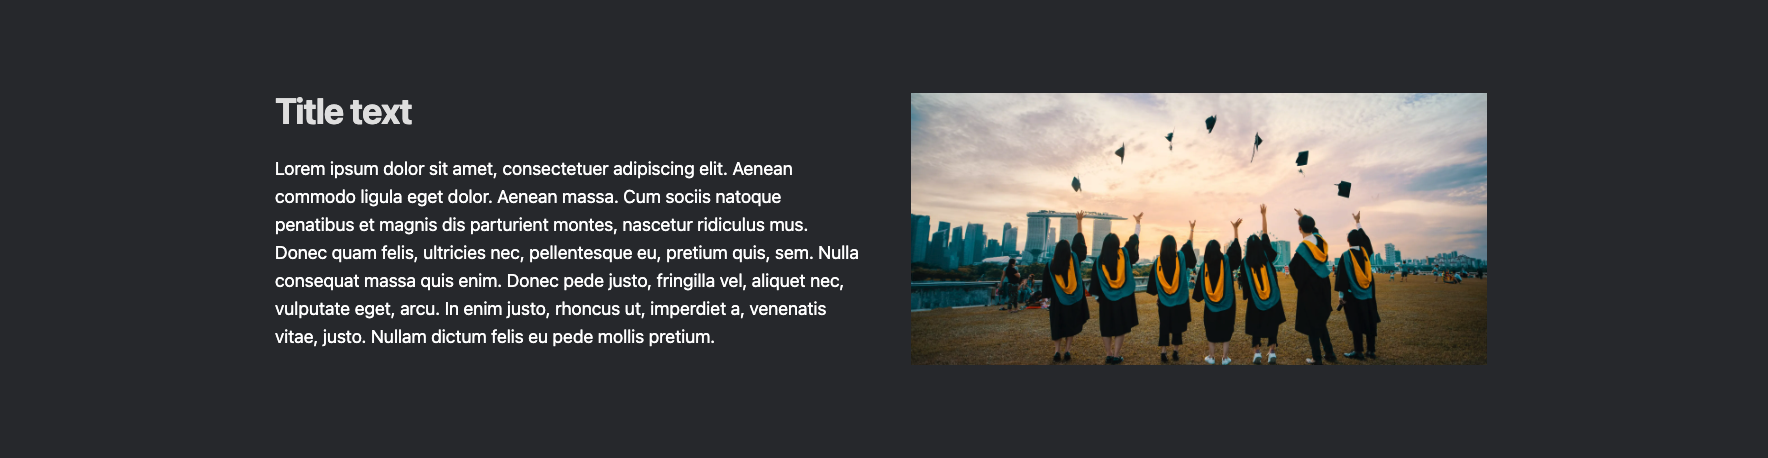 Title text
Lorem ipsum dolor sit amet, consectetuer adipiscing elit. Aenean
commodo ligula eget dolor. Aenean massa. Cum sociis natoque
penatibus et magnis dis parturient montes, nascetur ridiculus mus.
Donec quam felis, ultricies nec, pellentesque eu, pretium quis, sem. Nulla
consequat massa quis enim. Donec pede justo, fringilla vel, aliquet nec,
vulputate eget, arcu. In enim justo, rhoncus ut, imperdiet a, venenatis
vitae, justo. Nullam dictum felis eu pede mollis pretium.